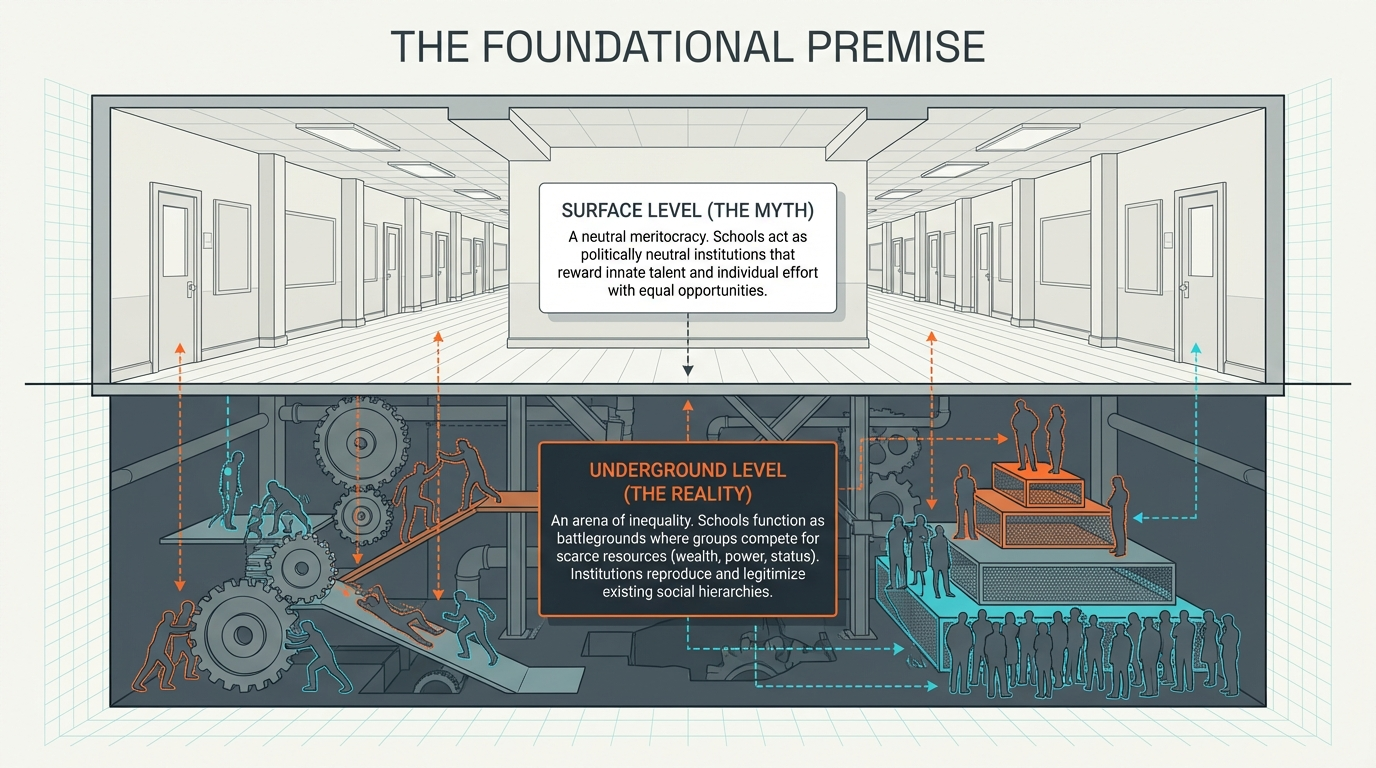 THE FOUNDATIONAL PREMISE
SURFACE LEVEL (THE MYTH)
A neutral meritocracy. Schools act as
politically neutral institutions that
reward innate talent and individual effort
with equal opportunities.
UNDERGROUND LEVEL
(THE REALITY)
An arena of inequality. Schools function as
battlegrounds where groups compete for
scarce resources (wealth, power, status).
Institutions reproduce and legitimize
existing social hierarchies.